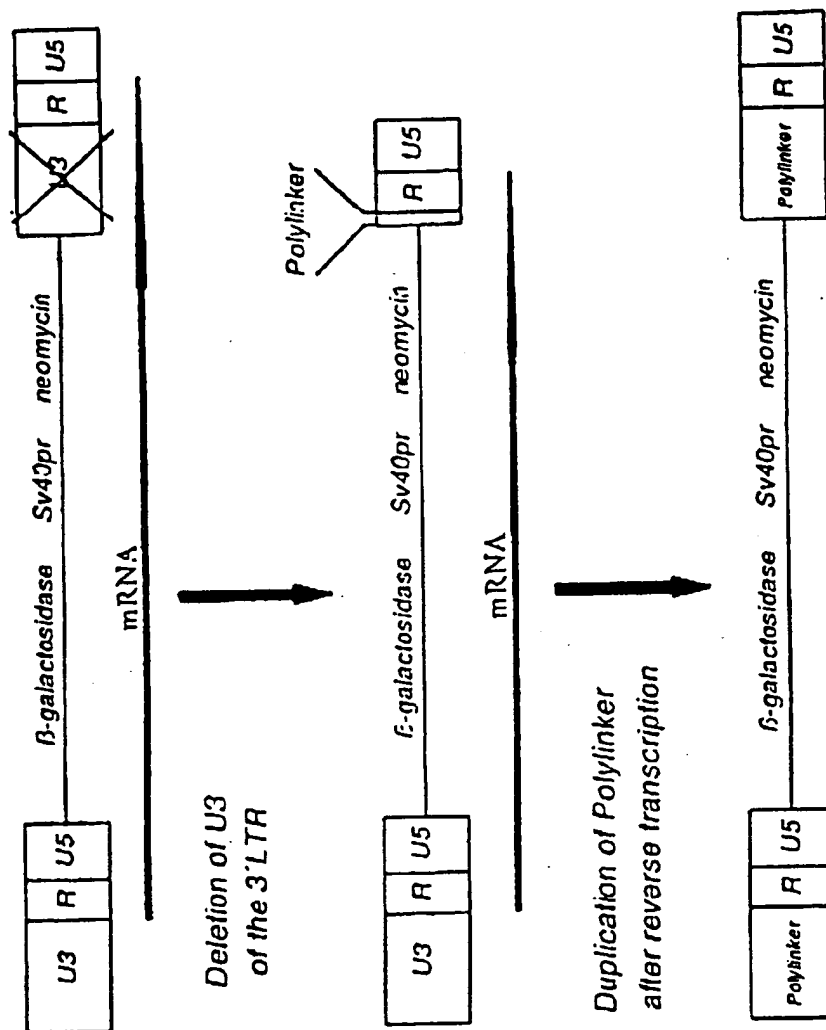 U3 R U5 ß-galactosidase Sv40pr neomycin U3 R U5
mRNA
Deletion of U3
of the 3'LTR
Polylinker
U3 R U5 ß-galactosidase Sv40pr neomycin R U5
mRNA
Duplication of Polylinker
after reverse transcription
Polylinker R U5 ß-galactosidase Sv40pr neomycin Polylinker R U5